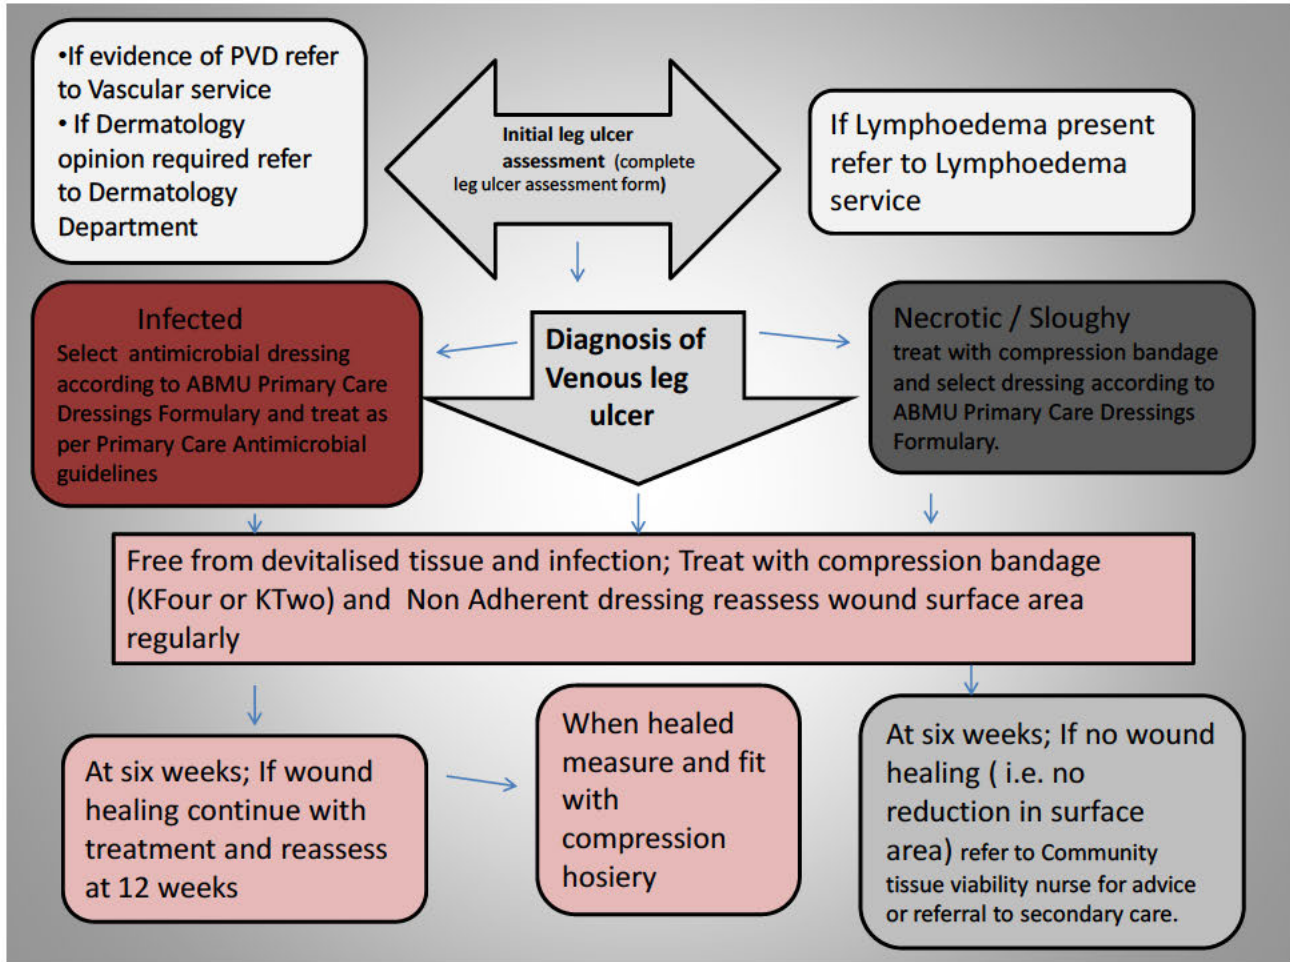 •If evidence of PVD refer
to Vascular service
• If Dermatology
opinion required refer
to Dermatology
Department
Initial leg ulcer
assessment (complete
leg ulcer assessment form)
If Lymphoedema present
refer to Lymphoedema
service
Infected
Select antimicrobial dressing
according to ABMU Primary Care
Dressings Formulary and treat as
per Primary Care Antimicrobial
guidelines
Diagnosis of
Venous leg
ulcer
Necrotic / Sloughy
treat with compression bandage
and select dressing according to
ABMU Primary Care Dressings
Formulary.
Free from devitalised tissue and infection; Treat with compression bandage
(KFour or KTwo) and Non Adherent dressing reassess wound surface area
regularly
At six weeks; If wound
healing continue with
treatment and reassess
at 12 weeks
When healed
measure and fit
with
compression
hosiery
At six weeks; If no wound
healing ( i.e. no
reduction in surface
area) refer to Community
tissue viability nurse for advice
or referral to secondary care.